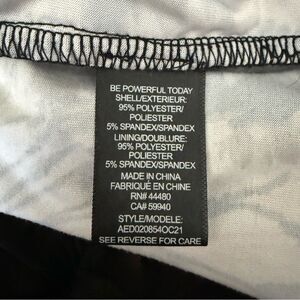 BE POWERFUL TODAY
SHELL/EXTERIEUR:
95% POLYESTER/
POLIESTER
5% SPANDEX/SPANDEX
LINING/DOUBLURE:
95% POLYESTER/
POLIESTER
5% SPANDEX/SPANDEX
MADE IN CHINA
FABRIQUÉ EN CHINE
RN# 44480
CA# 59940
STYLE/MODELE:
AED020854OC21
SEE REVERSE FOR CARE